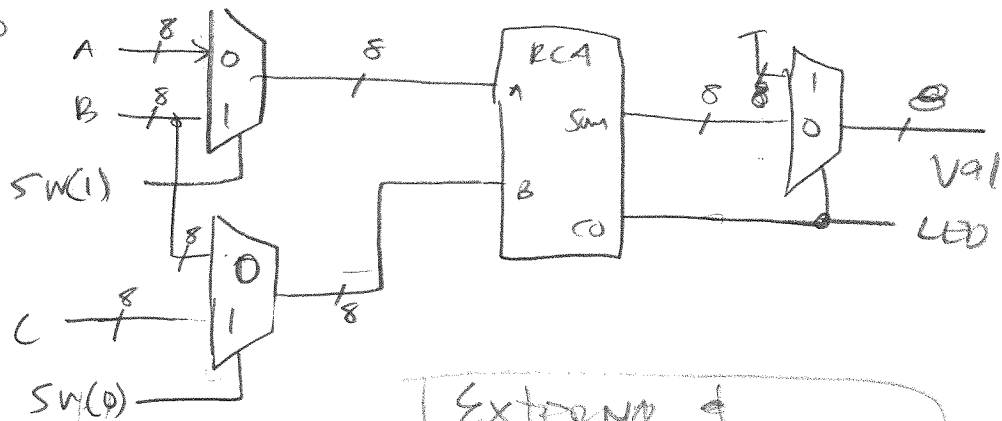 A 8 0 8 RCA
B 8 1 A Sum 8 8 1 0 8 Val
SW(1) B
8 0 CO LED
C 8 1 8
SW(0)